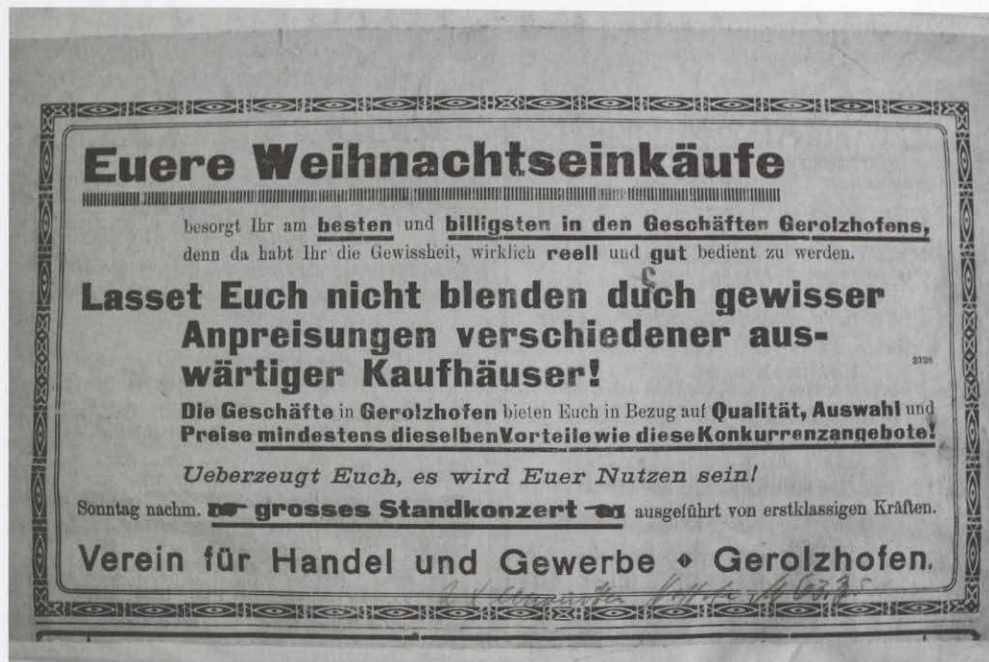 Euere Weihnachtseinkäufe
besorgt Ihr am besten und billigsten in den Geschäften Gerolzhofens,
denn da habt Ihr die Gewissheit, wirklich reell und gut bedient zu werden.
Lasset Euch nicht blenden duch gewisser
Anpreisungen verschiedener aus-
wärtiger Kaufhäuser!
2398
Die Geschäfte in Gerolzhofen bieten Euch in Bezug auf Qualität, Auswahl und
Preise mindestens dieselben Vorteile wie diese Konkurrenzangebote!
Ueberzeugt Euch, es wird Euer Nutzen sein!
Sonntag nachm. grosses Standkonzert ausgeführt von erstklassigen Kräften.
Verein für Handel und Gewerbe Gerolzhofen.